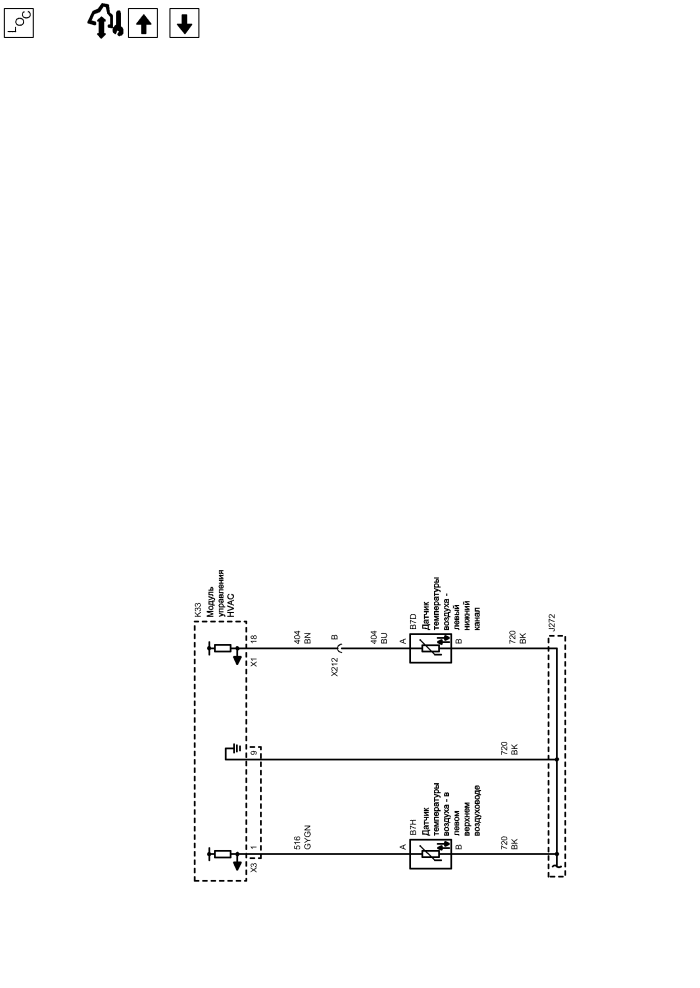 LOC
K33
Модуль
управления
HVAC
X3
1
9
X1
18
516
GYGN
404
BN
X212
B
404
BU
A
B7H
Датчик
температуры
воздуха - в
левом
верхнем
воздуховоде
B
A
B7D
Датчик
температуры
воздуха -
левый
нижний
канал
B
720
BK
720
BK
720
BK
J272